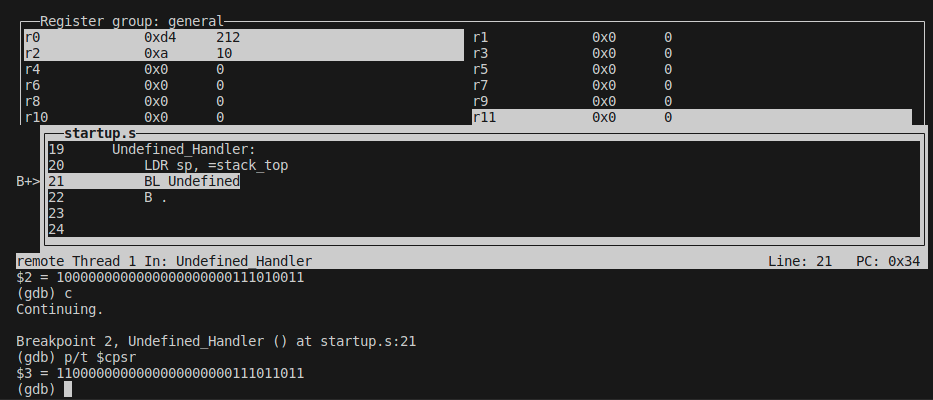 Register group: general
r0 0xd4 212 r1 0x0 0
r2 0xa 10 r3 0x0 0
r4 0x0 0 r5 0x0 0
r6 0x0 0 r7 0x0 0
r8 0x0 0 r9 0x0 0
r10 0x0 0 r11 0x0 0
startup.s
19 Undefined_Handler:
20 LDR sp, =stack_top
B+> 21 BL Undefined
22 B .
23
24
remote Thread 1 In: Undefined_Handler Line: 21 PC: 0x34
$2 = 1000000000000000000000111010011
(gdb) c
Continuing.
Breakpoint 2, Undefined_Handler () at startup.s:21
(gdb) p/t $cpsr
$3 = 1100000000000000000000111011011
(gdb)